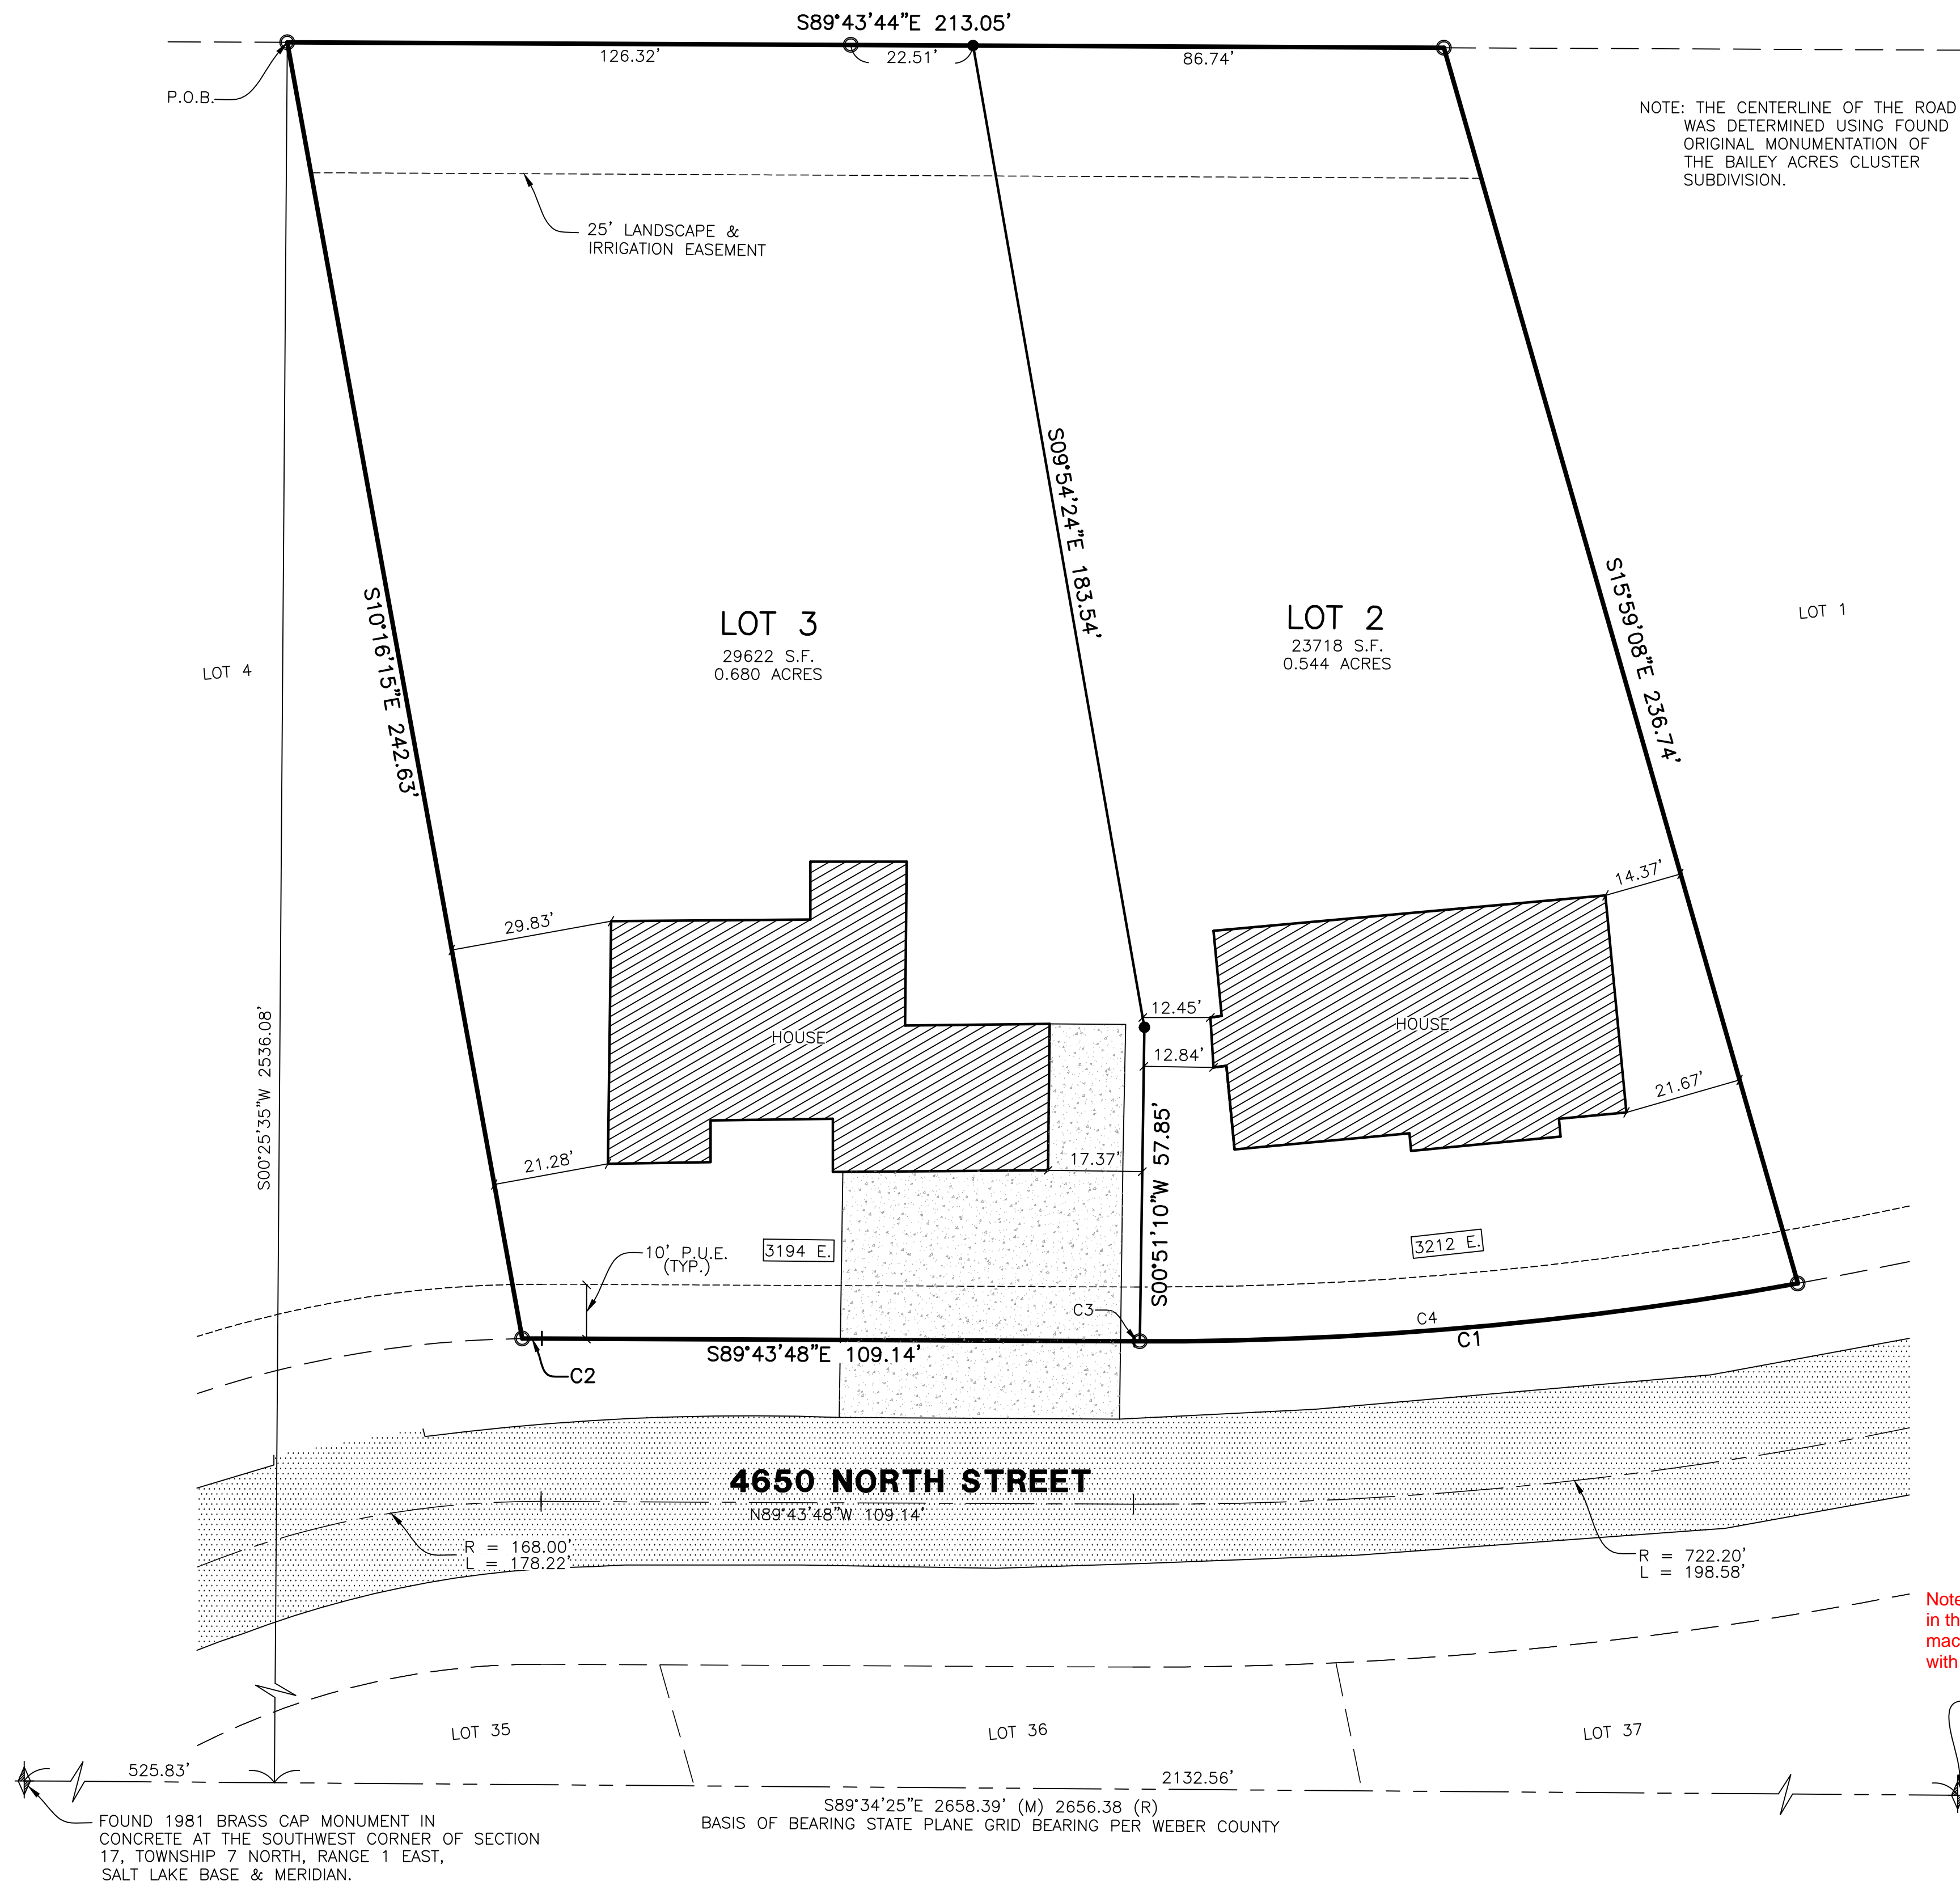 S89°43'44"E 213.05'
126.32'
22.51'
86.74'
P.O.B.
NOTE: THE CENTERLINE OF THE ROAD
WAS DETERMINED USING FOUND
ORIGINAL MONUMENTATION OF
THE BAILEY ACRES CLUSTER
SUBDIVISION.
25' LANDSCAPE &
IRRIGATION EASEMENT
S10°16'15"E 242.63'
S09°54'24"E 183.54'
S15°59'08"E 236.74'
LOT 4
LOT 3
29622 S.F.
0.680 ACRES
LOT 2
23718 S.F.
0.544 ACRES
LOT 1
14.37'
29.83'
12.45'
HOUSE
HOUSE
12.84'
21.67'
S00°25'35"W 2536.08'
21.28'
17.37'
S00°51'10"W 57.85'
10' P.U.E.
(TYP.)
3194 E.
3212 E.
C3
C4
C1
S89°43'48"E 109.14'
C2
4650 NORTH STREET
N89°43'48"W 109.14'
R = 168.00'
L = 178.22'
R = 722.20'
L = 198.58'
Note
in th
mac
with
LOT 35
LOT 36
LOT 37
525.83'
2132.56'
S89°34'25"E 2658.39' (M) 2656.38 (R)
BASIS OF BEARING STATE PLANE GRID BEARING PER WEBER COUNTY
FOUND 1981 BRASS CAP MONUMENT IN
CONCRETE AT THE SOUTHWEST CORNER OF SECTION
17, TOWNSHIP 7 NORTH, RANGE 1 EAST,
SALT LAKE BASE & MERIDIAN.